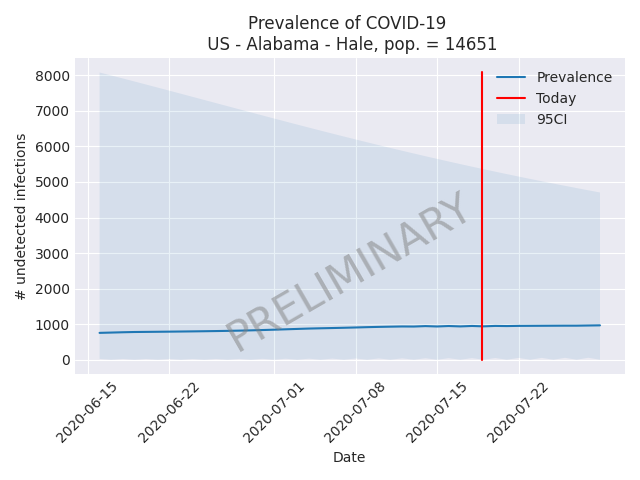 Prevalence of COVID-19
US - Alabama - Hale, pop. = 14651
Prevalence
Today
95CI
# undetected infections
8000
7000
6000
5000
4000
3000
2000
1000
0
PRELIMINARY
2020-06-15
2020-06-22
2020-07-01
2020-07-08
2020-07-15
2020-07-22
Date